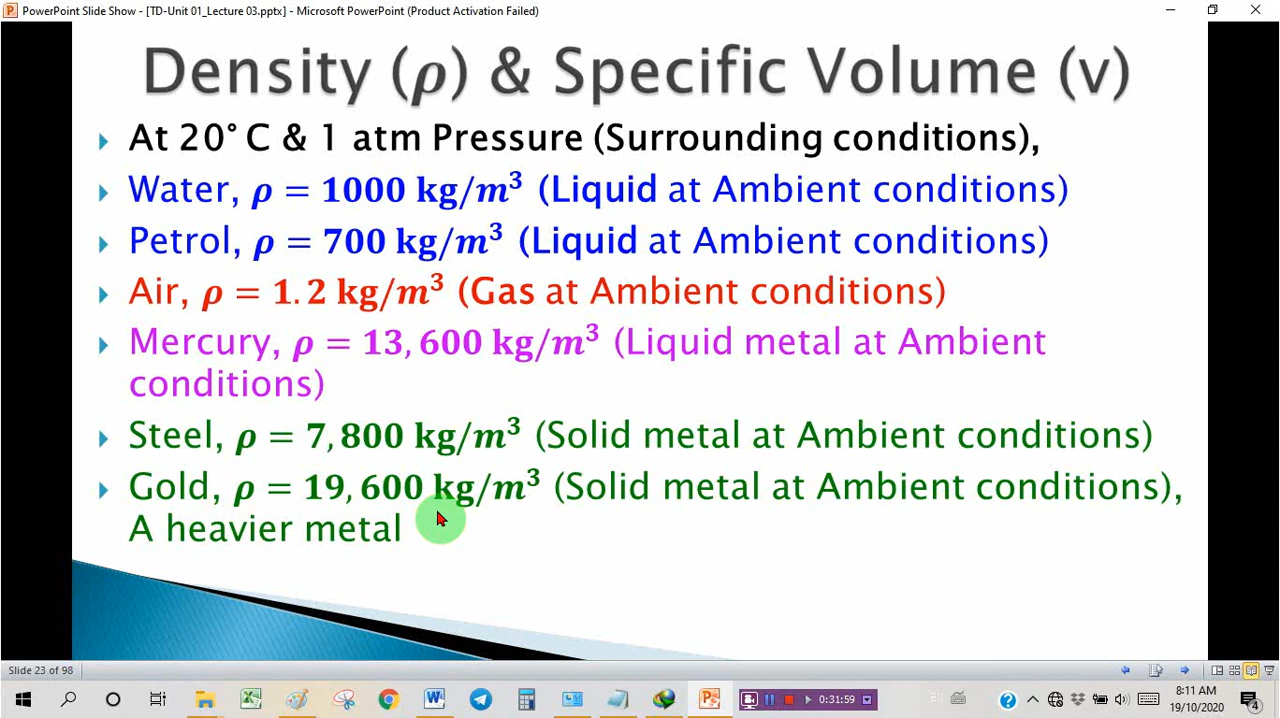 PowerPoint Slide Show - [TD-Unit 01_Lecture 03.pptx] - Microsoft PowerPoint (Product Activation Failed)
Density (ρ) & Specific Volume (v)
At 20°C & 1 atm Pressure (Surrounding conditions),
Water, ρ = 1000 kg/m³ (Liquid at Ambient conditions)
Petrol, ρ = 700 kg/m³ (Liquid at Ambient conditions)
Air, ρ = 1.2 kg/m³ (Gas at Ambient conditions)
Mercury, ρ = 13,600 kg/m³ (Liquid metal at Ambient
conditions)
Steel, ρ = 7,800 kg/m³ (Solid metal at Ambient conditions)
Gold, ρ = 19,600 kg/m³ (Solid metal at Ambient conditions),
A heavier metal
Slide 23 of 98
0:31:59
8:11 AM
19/10/2020
4